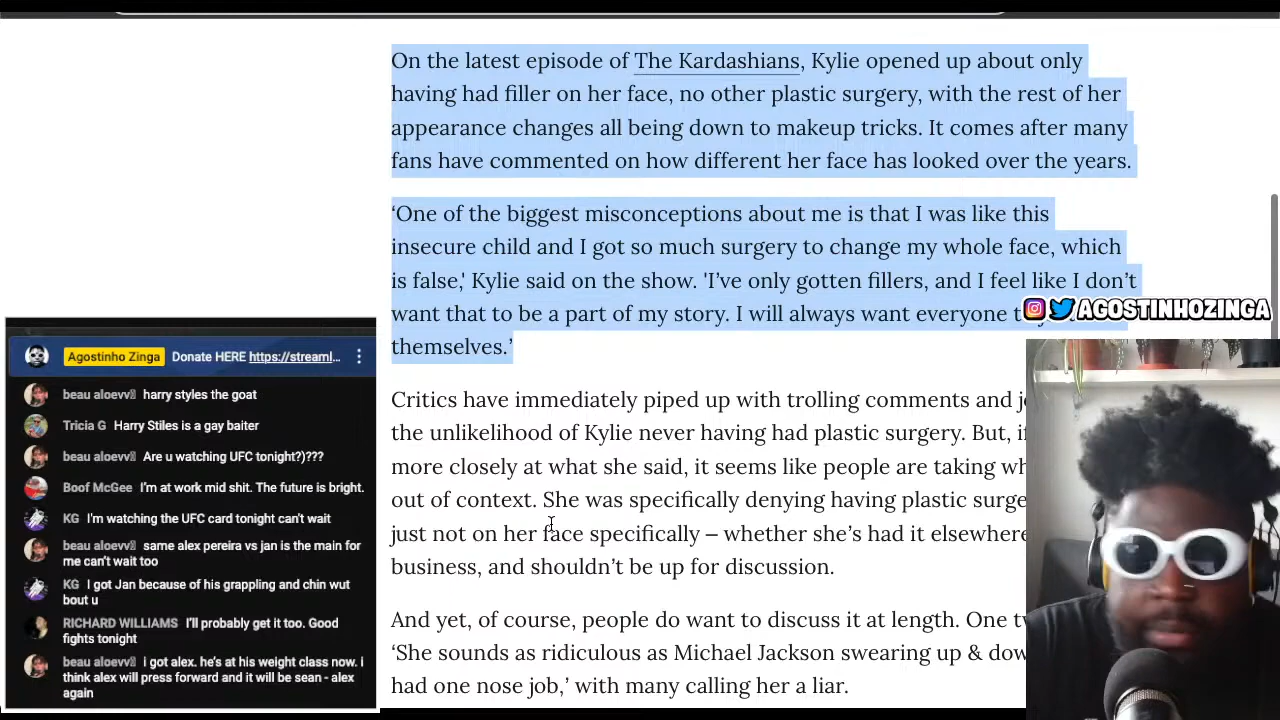 On the latest episode of The Kardashians, Kylie opened up about only
having had filler on her face, no other plastic surgery, with the rest of her
appearance changes all being down to makeup tricks. It comes after many
fans have commented on how different her face has looked over the years.
‘One of the biggest misconceptions about me is that I was like this
insecure child and I got so much surgery to change my whole face, which
is false,' Kylie said on the show. 'I’ve only gotten fillers, and I feel like I don’t
want that to be a part of my story. I will always want everyone
themselves.’
Critics have immediately piped up with trolling comments and
the unlikelihood of Kylie never having had plastic surgery. But,
more closely at what she said, it seems like people are taking
out of context. She was specifically denying having plastic
just not on her face specifically – whether she’s had it elsewhere
business, and shouldn’t be up for discussion.
And yet, of course, people do want to discuss it at length. One
‘She sounds as ridiculous as Michael Jackson swearing up &
had one nose job,’ with many calling her a liar.
AGOSTINHOZINGA
Agostinho Zinga Donate HERE https://streaml...
beau aloevv harry styles the goat
Tricia G Harry Stiles is a gay baiter
beau aloevv Are u watching UFC tonight?)???
Boof McGee I'm at work mid shit. The future is bright.
KG I'm watching the UFC card tonight can't wait
beau aloevv same alex pereira vs jan is the main for
me can't wait too
KG I got Jan because of his grappling and chin wut
bout u
RICHARD WILLIAMS I'll probably get it too. Good
fights tonight
beau aloevv i got alex. he's at his weight class now. i
think alex will press forward and it will be sean - alex
again